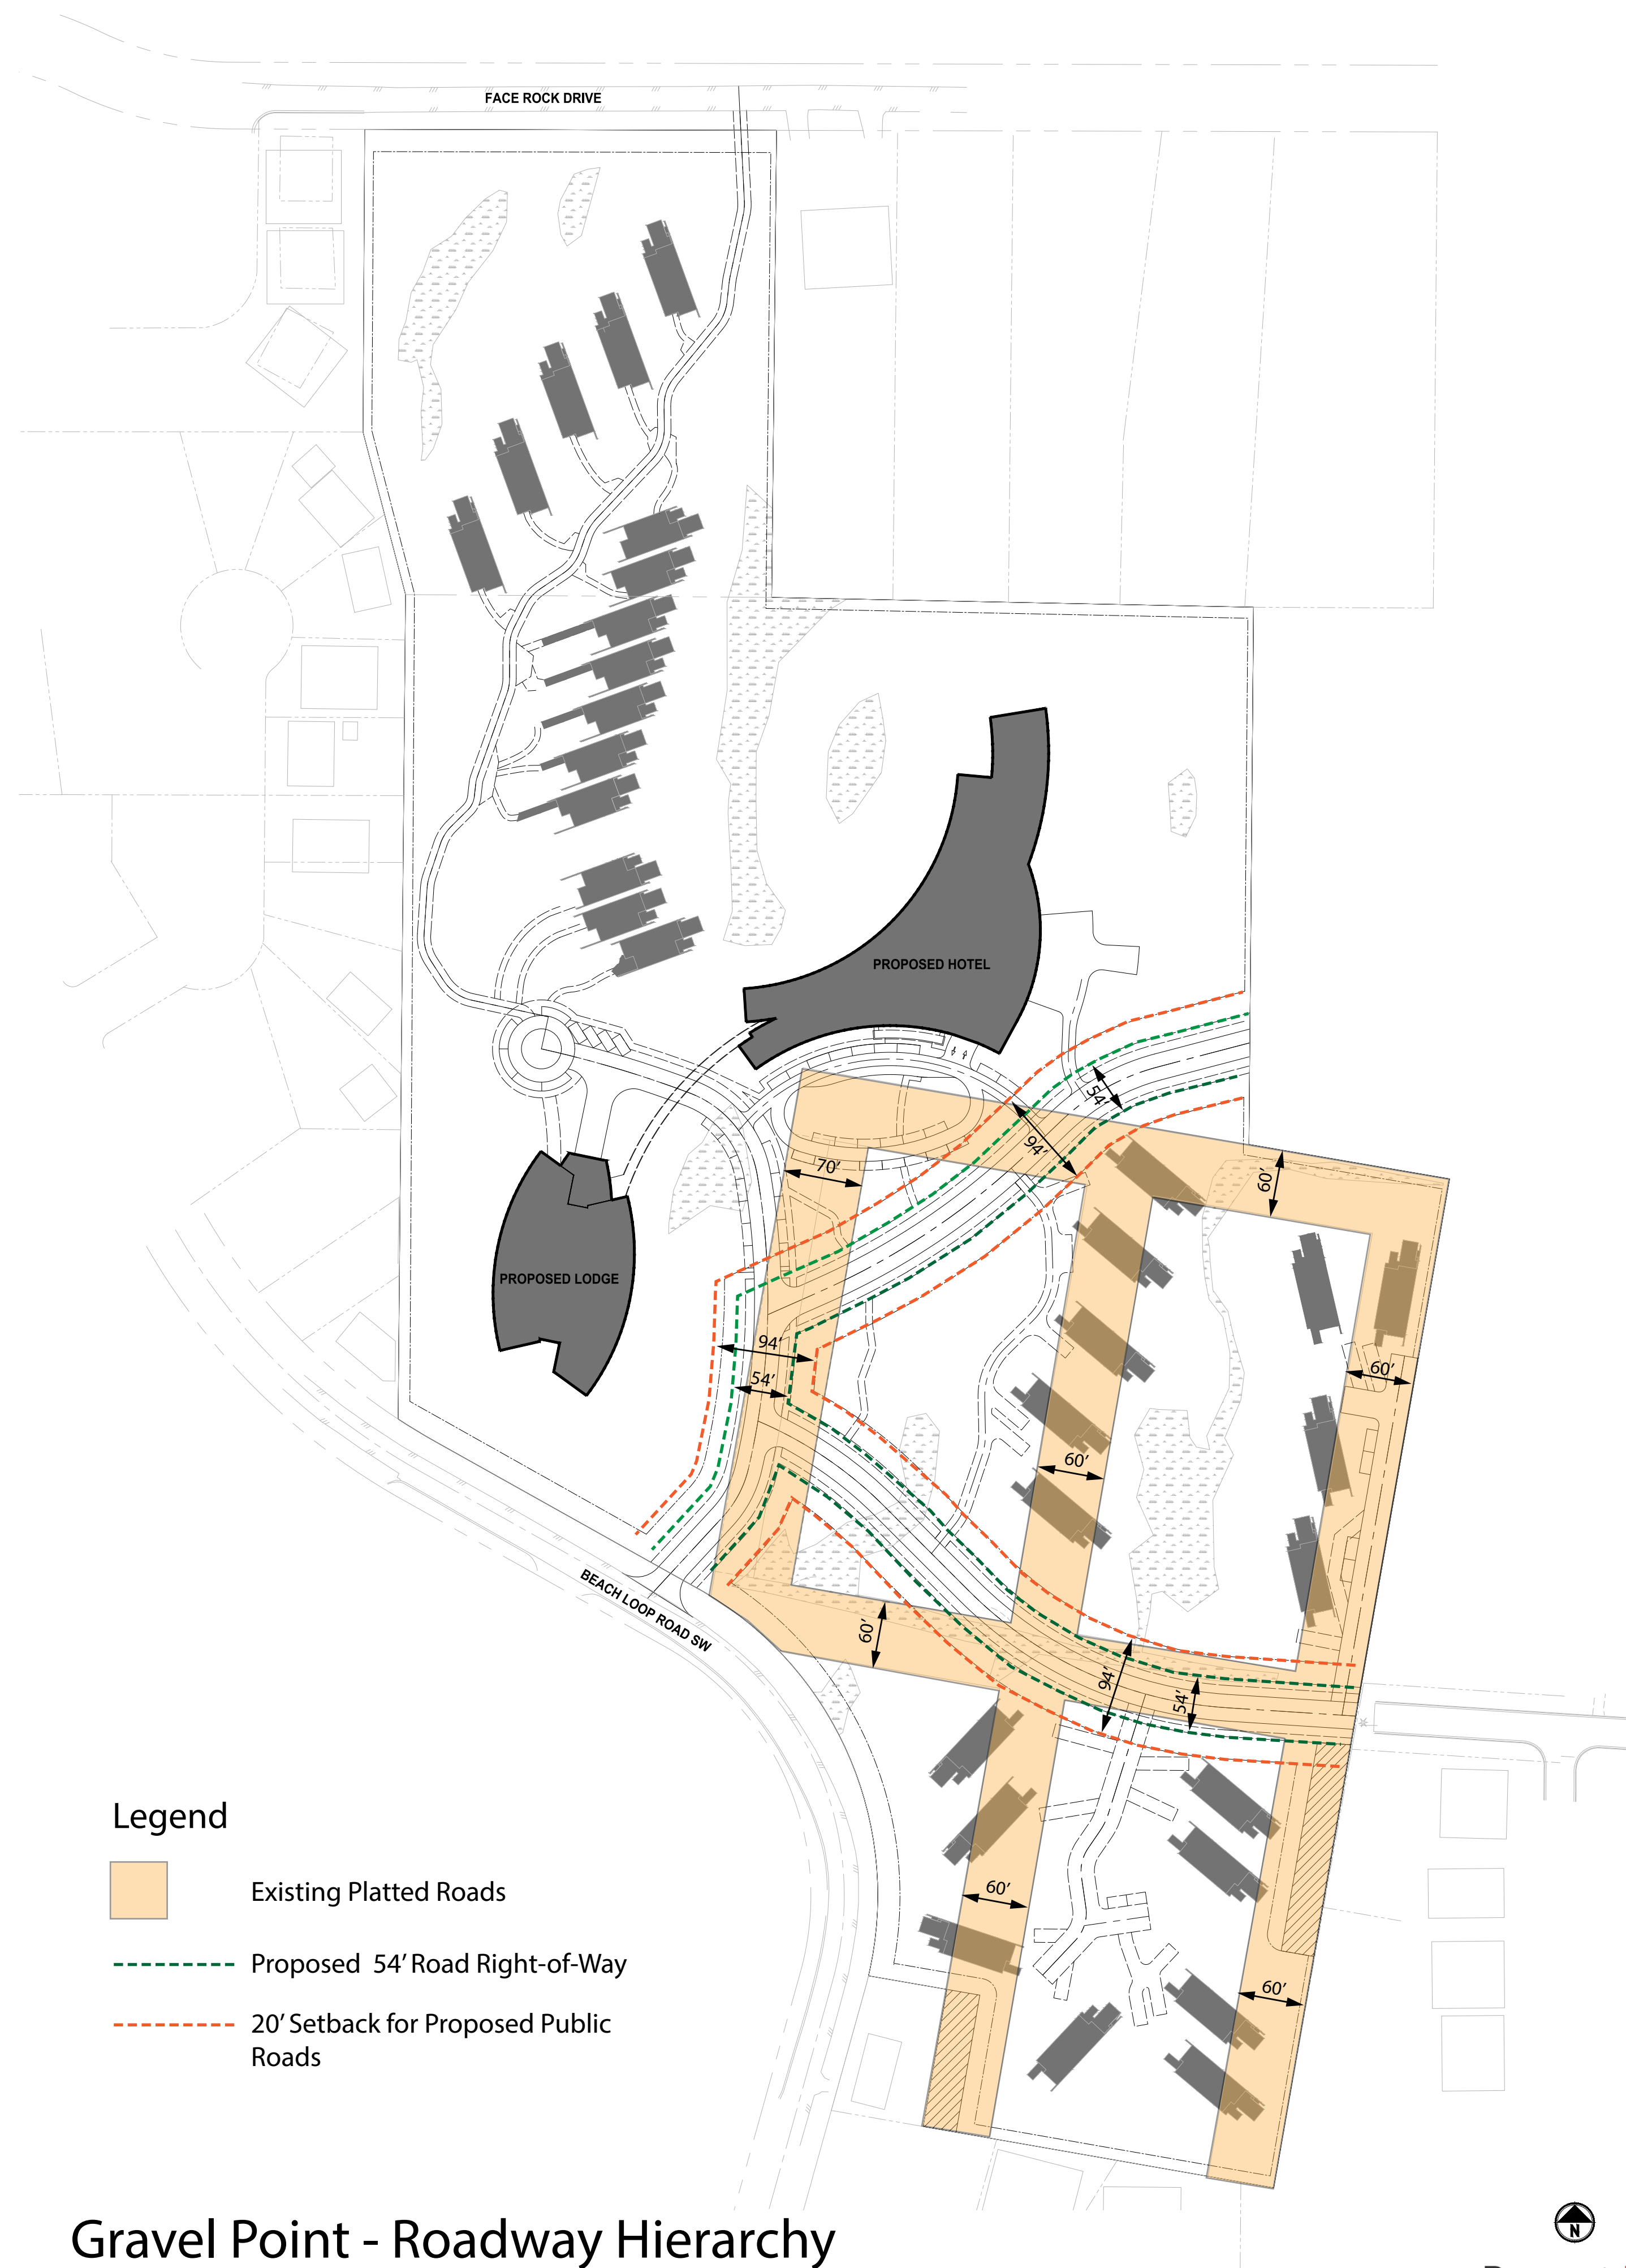 FACE ROCK DRIVE
PROPOSED HOTEL
54'
94'
70'
60'
PROPOSED LODGE
94'
60'
54'
60'
BEACH LOOP ROAD SW
60'
94'
54'
60'
60'
Legend
Existing Platted Roads
Proposed 54' Road Right-of-Way
20' Setback for Proposed Public
Roads
N
Gravel Point - Roadway Hierarchy